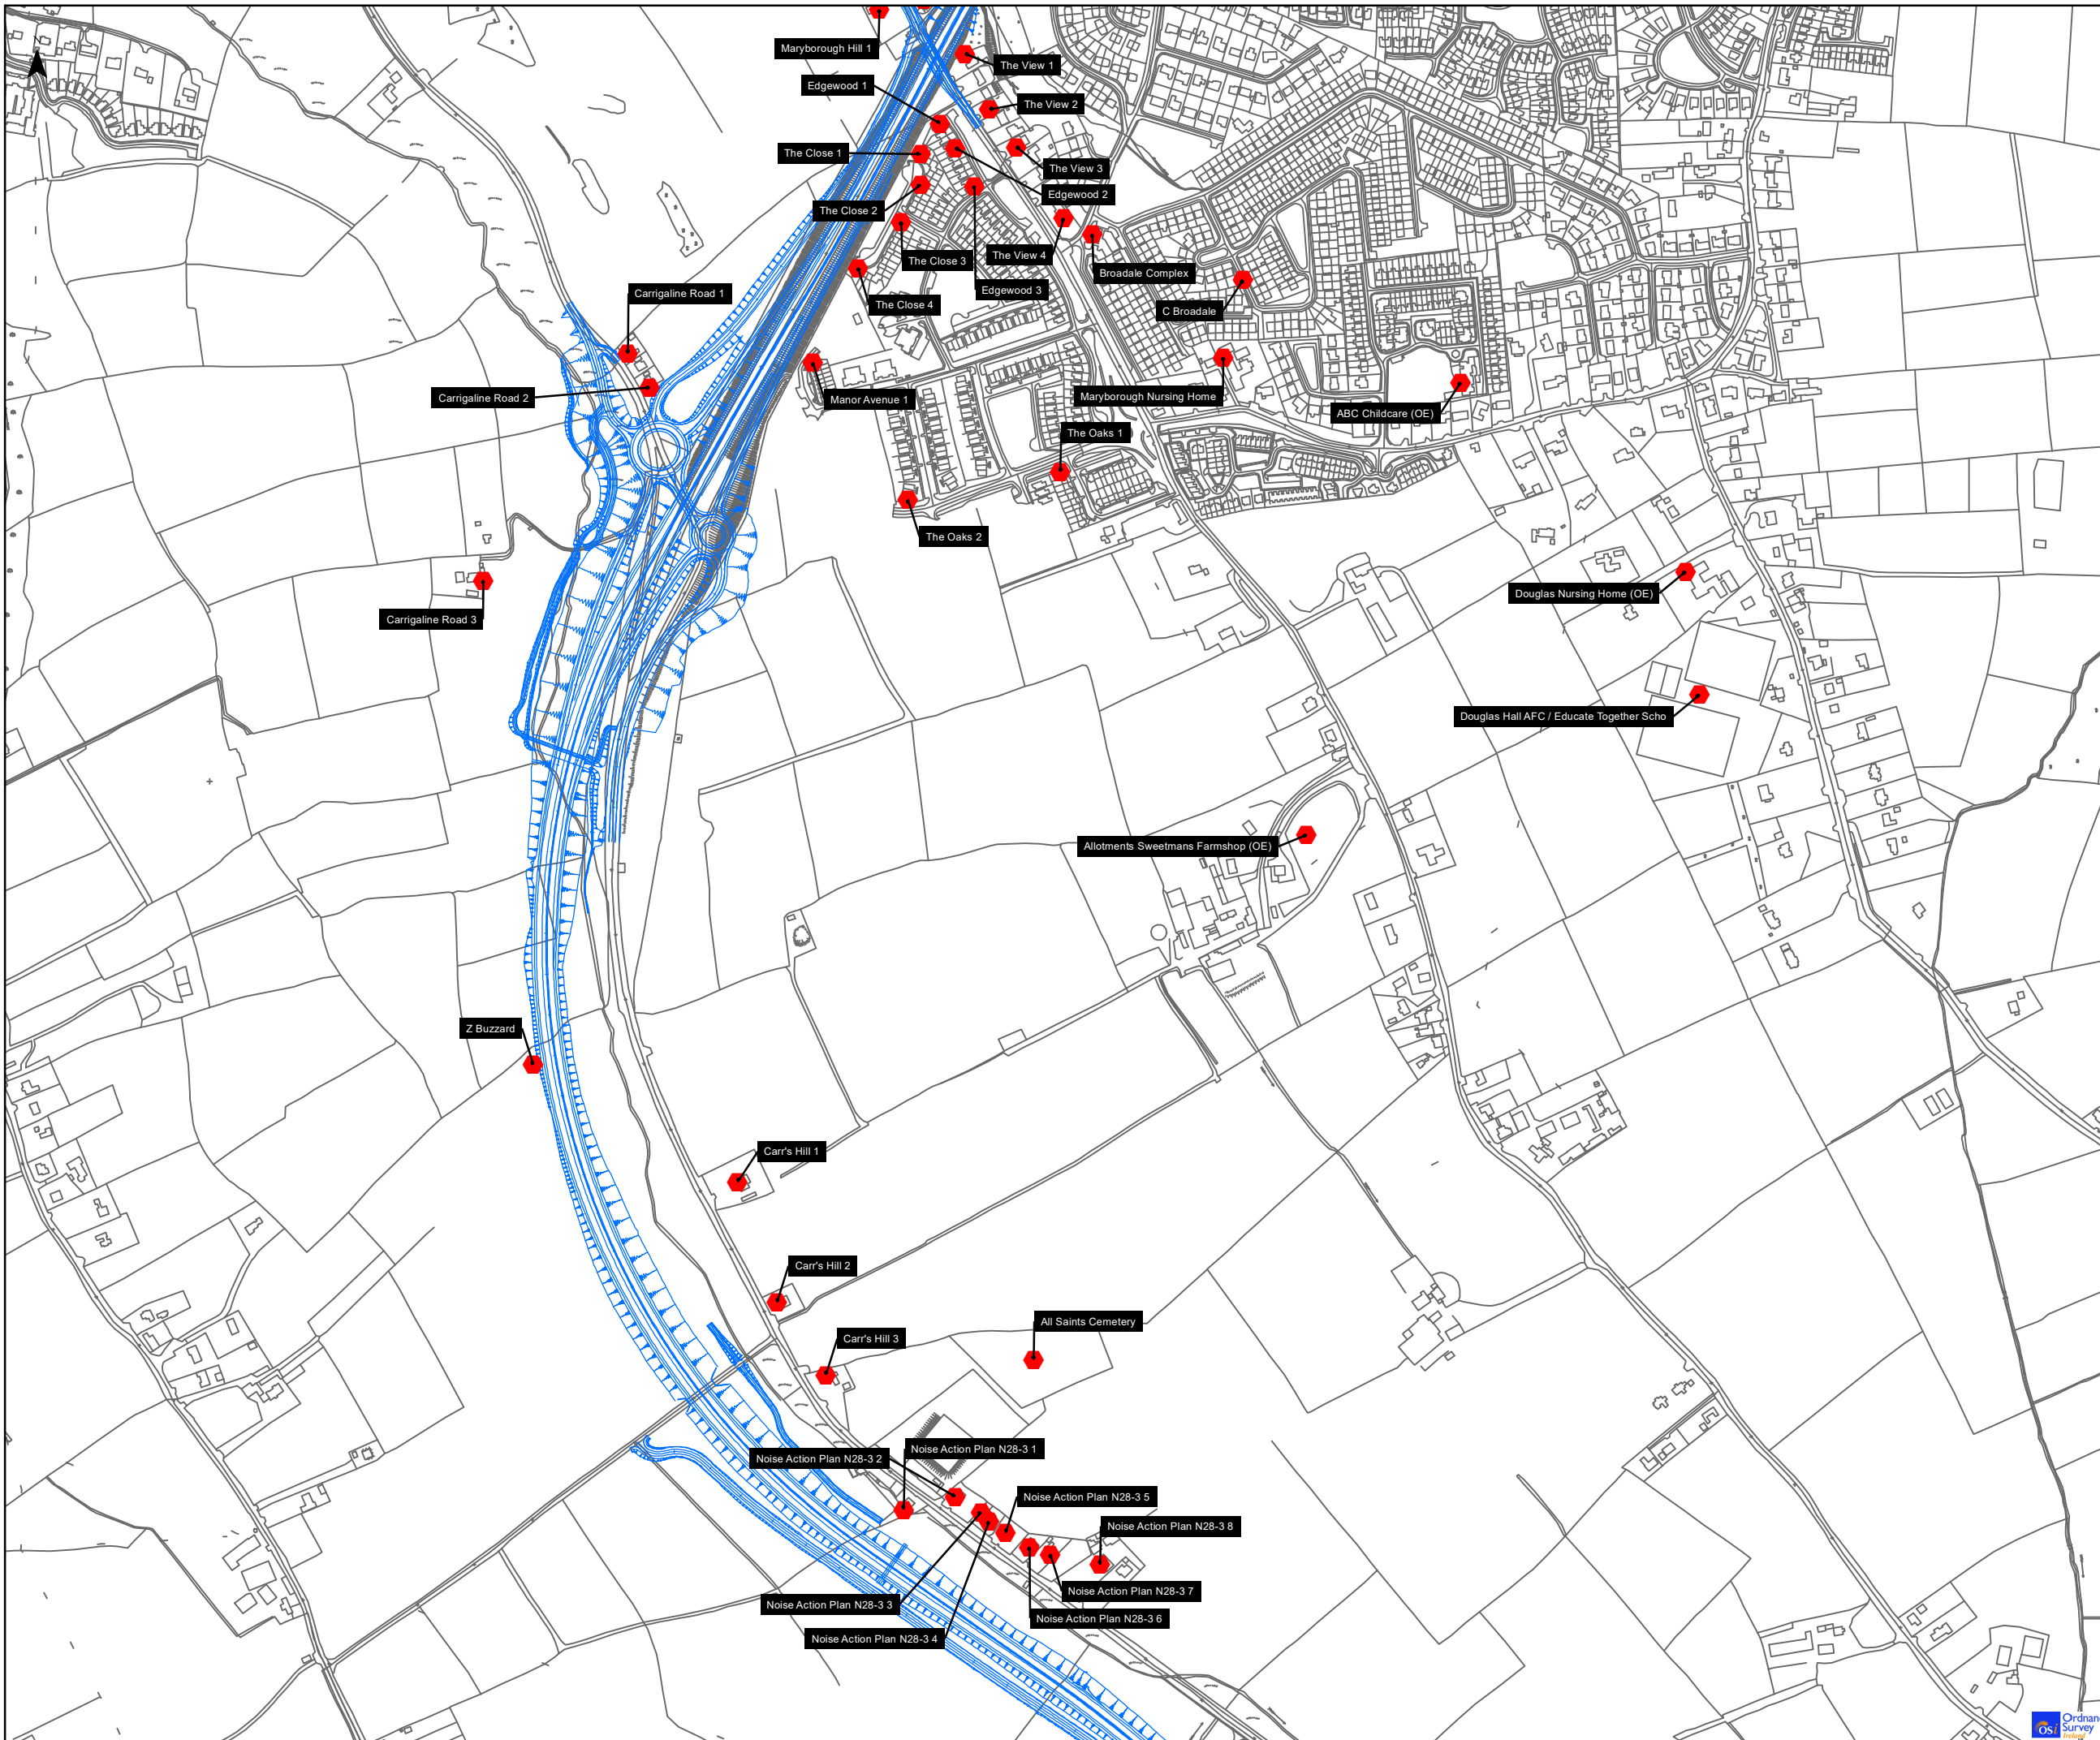 N
Maryborough Hill 1
The View 1
Edgewood 1
The View 2
The Close 1
The View 3
Edgewood 2
The Close 2
The View 4
The Close 3
Broadale Complex
Edgewood 3
Carrigaline Road 1
The Close 4
C Broadale
Carrigaline Road 2
Manor Avenue 1
Maryborough Nursing Home
ABC Childcare (OE)
The Oaks 1
The Oaks 2
Douglas Nursing Home (OE)
Carrigaline Road 3
Douglas Hall AFC / Educate Together Scho
Allotments Sweetmans Farmshop (OE)
Z Buzzard
Carr's Hill 1
Carr's Hill 2
All Saints Cemetery
Carr's Hill 3
Noise Action Plan N28-3 1
Noise Action Plan N28-3 2
Noise Action Plan N28-3 5
Noise Action Plan N28-3 8
Noise Action Plan N28-3 7
Noise Action Plan N28-3 3
Noise Action Plan N28-3 6
Noise Action Plan N28-3 4
osi
Ordnan
Survey
Ireland